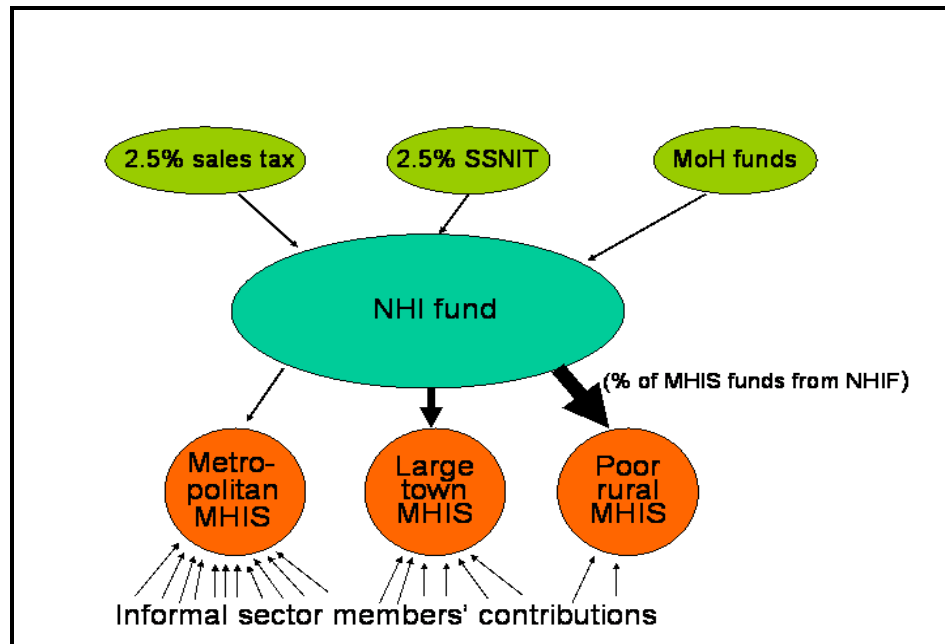 2.5% sales tax
2.5% SSNIT
MoH funds
NHI fund
(% of MHIS funds from NHIF)
Metro-
politan
MHIS
Large
town
MHIS
Poor
rural
MHIS
Informal sector members' contributions